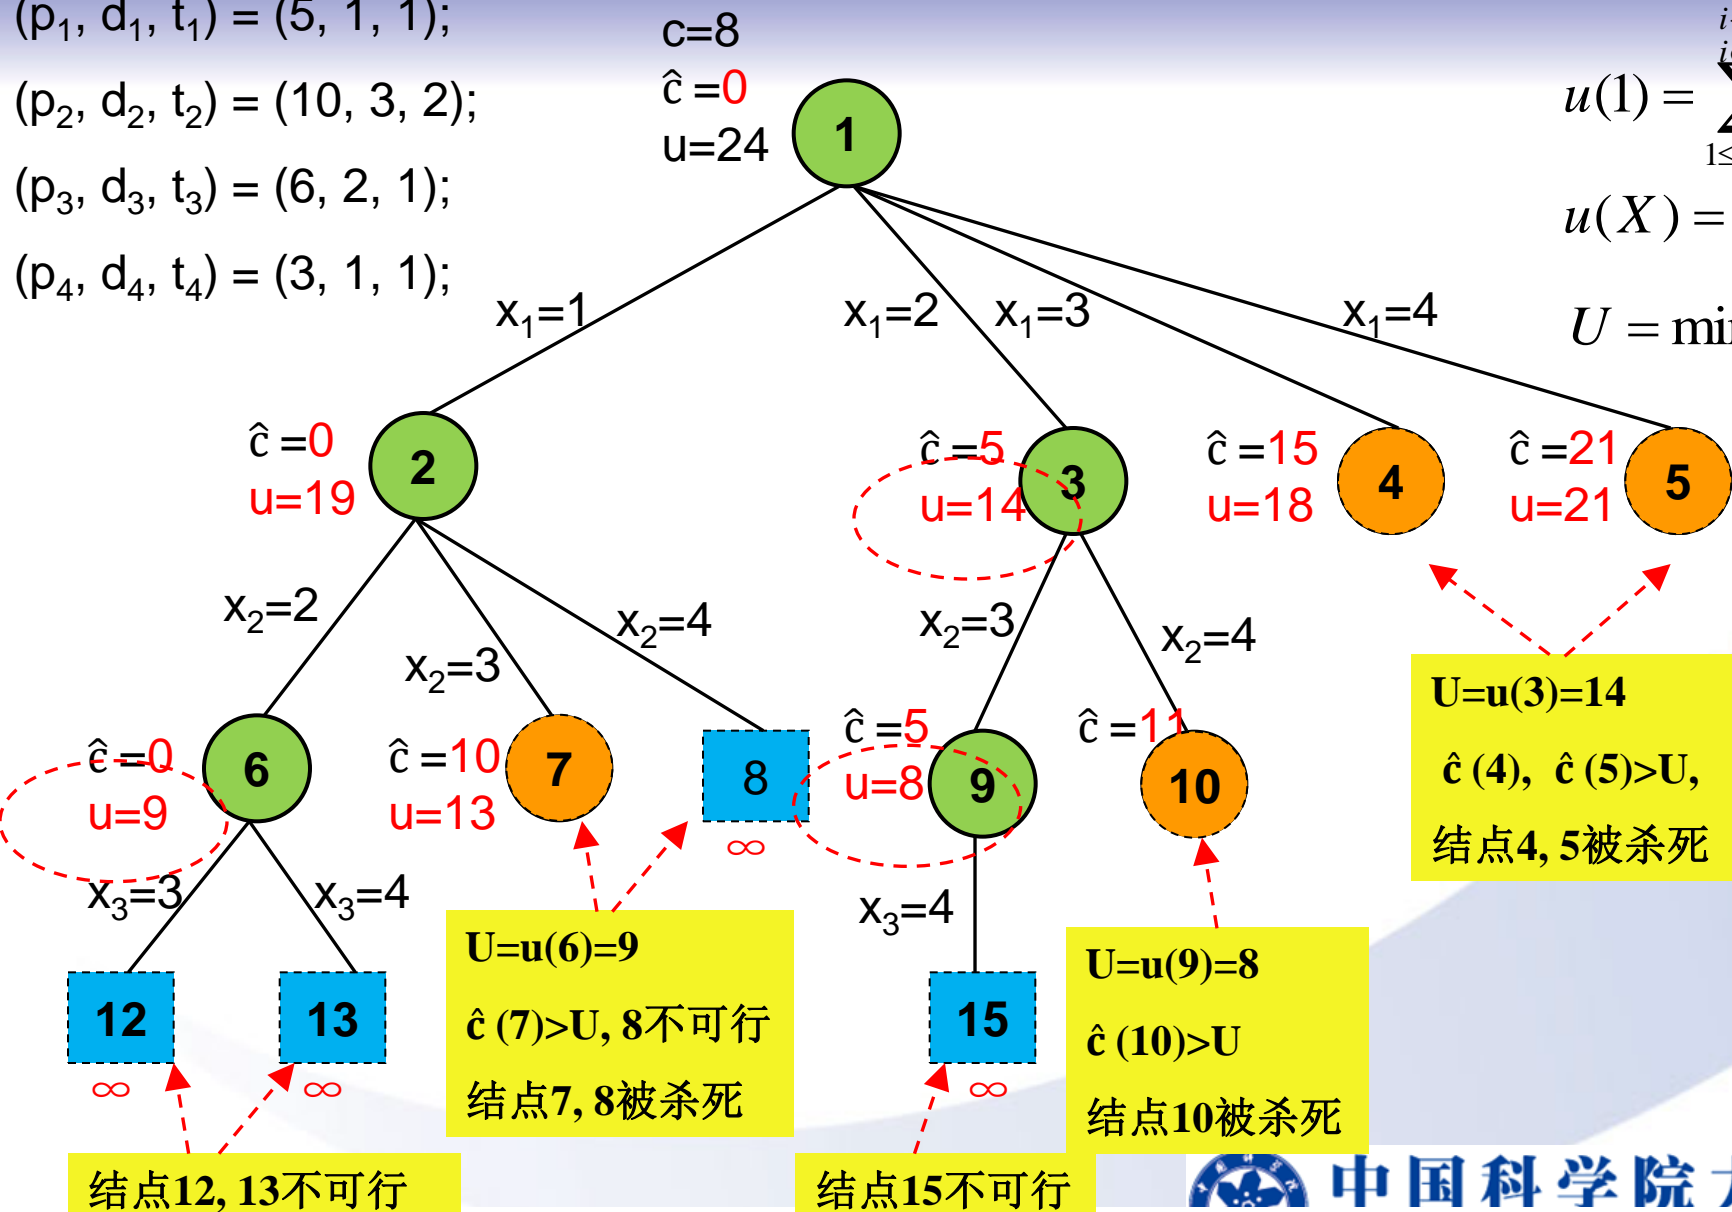 (p₁, d₁, t₁) = (5, 1, 1);
(p₂, d₂, t₂) = (10, 3, 2);
(p₃, d₃, t₃) = (6, 2, 1);
(p₄, d₄, t₄) = (3, 1, 1);
c=8
ĉ =0
u=24
1
u(1) = ∑
1≤
u(X) =
U = min
x₁=1
x₁=2
x₁=3
x₁=4
ĉ =0
u=19
2
ĉ =5
u=14
3
ĉ =15
u=18
4
ĉ =21
u=21
5
x₂=2
x₂=3
x₂=4
x₂=3
x₂=4
U=u(3)=14
ĉ (4), ĉ (5)>U,
结点4, 5被杀死
ĉ =0
u=9
6
ĉ =10
u=13
7
8
∞
ĉ =5
u=8
9
ĉ =11
10
x₃=3
x₃=4
x₃=4
U=u(6)=9
ĉ (7)>U, 8不可行
结点7, 8被杀死
U=u(9)=8
ĉ (10)>U
结点10被杀死
12
∞
13
∞
15
∞
结点12, 13不可行
结点15不可行
中国科学院大